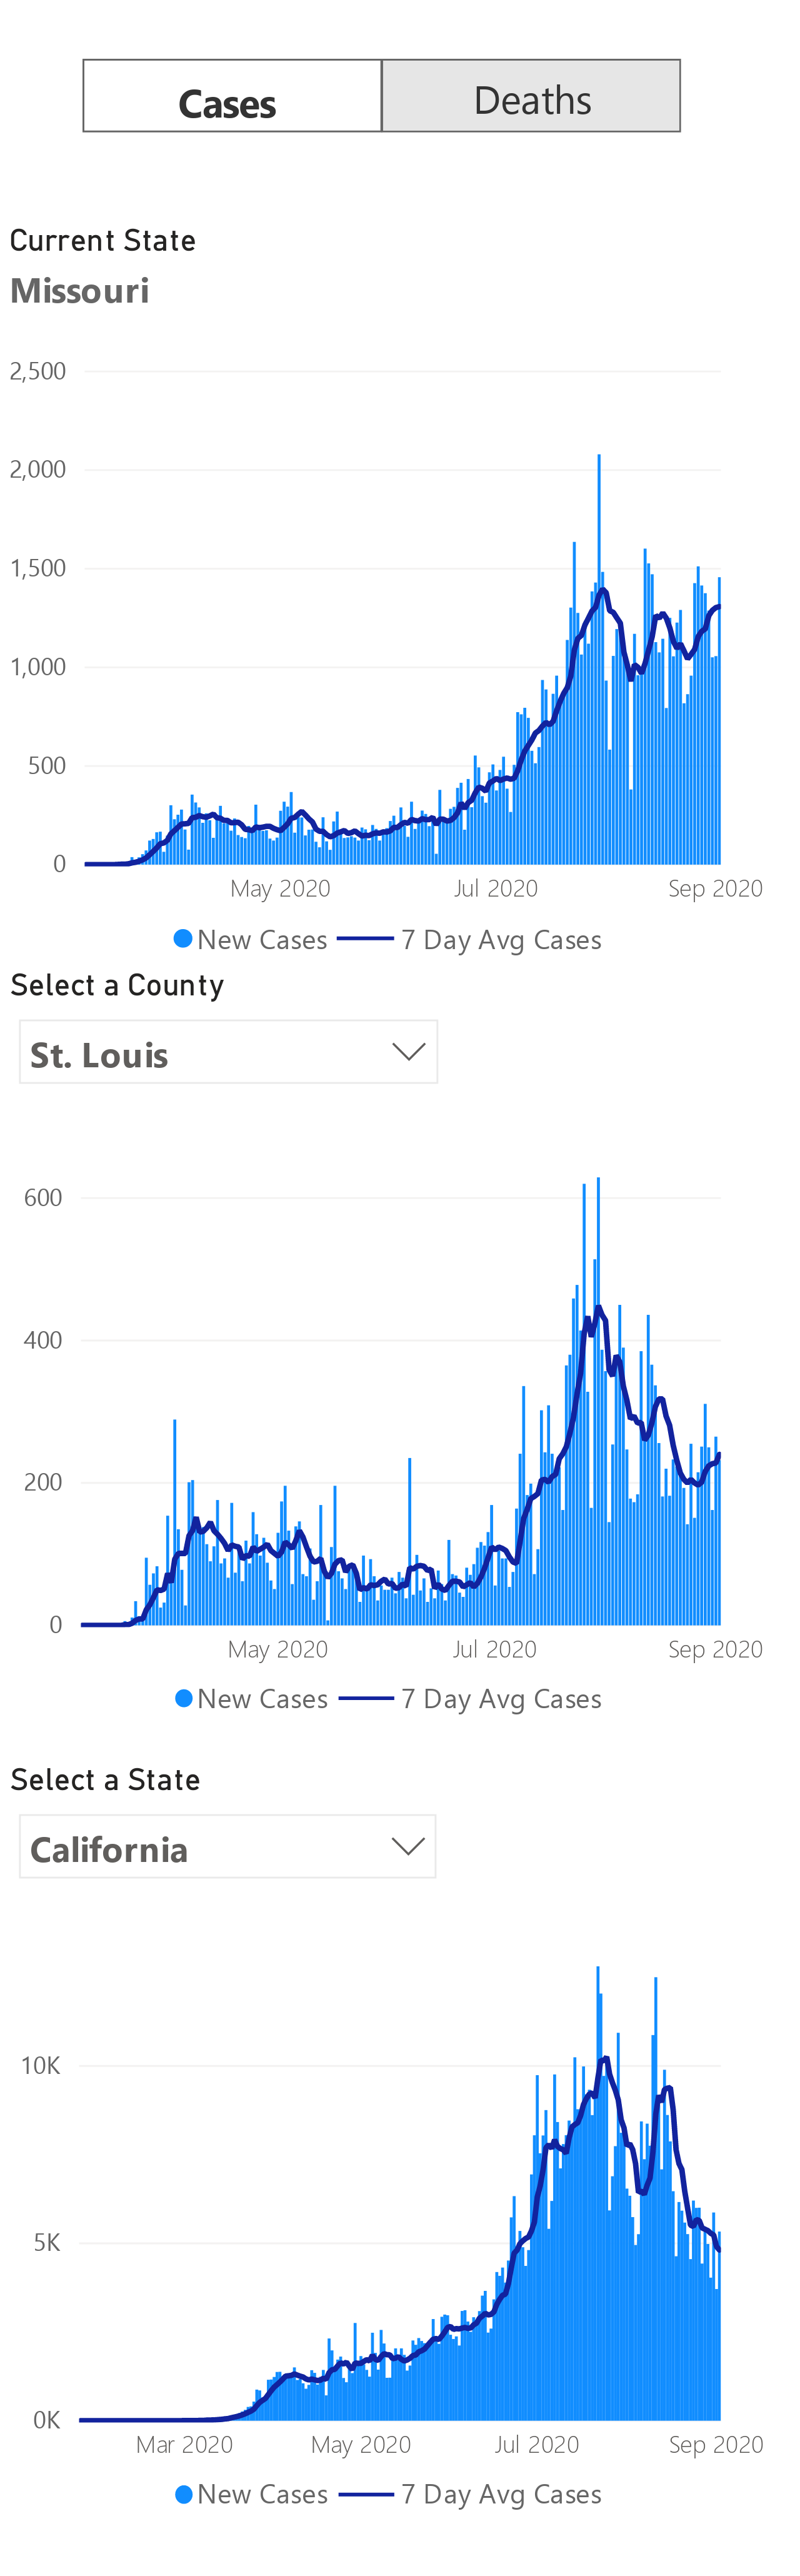 Cases Deaths
Current State
Missouri
2,500
2,000
1,500
1,000
500
0
May 2020 Jul 2020 Sep 2020
New Cases 7 Day Avg Cases
Select a County
St. Louis
600
400
200
0
May 2020 Jul 2020 Sep 2020
New Cases 7 Day Avg Cases
Select a State
California
10K
5K
0K
Mar 2020 May 2020 Jul 2020 Sep 2020
New Cases 7 Day Avg Cases